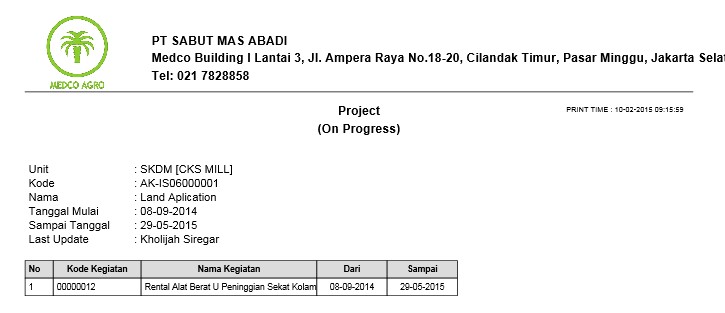 MEDCO AGRO
PT SABUT MAS ABADI
Medco Building I Lantai 3, Jl. Ampera Raya No.18-20, Cilandak Timur, Pasar Minggu, Jakarta Selat
Tel: 021 7828858
Project
(On Progress)
PRINT TIME : 10-02-2015 09:15:59
Unit : SKDM [CKS MILL]
Kode : AK-IS06000001
Nama : Land Aplication
Tanggal Mulai : 08-09-2014
Sampai Tanggal : 29-05-2015
Last Update : Kholijah Siregar
No Kode Kegiatan Nama Kegiatan Dari Sampai
1 00000012 Rental Alat Berat U Peninggian Sekat Kolam 08-09-2014 29-05-2015